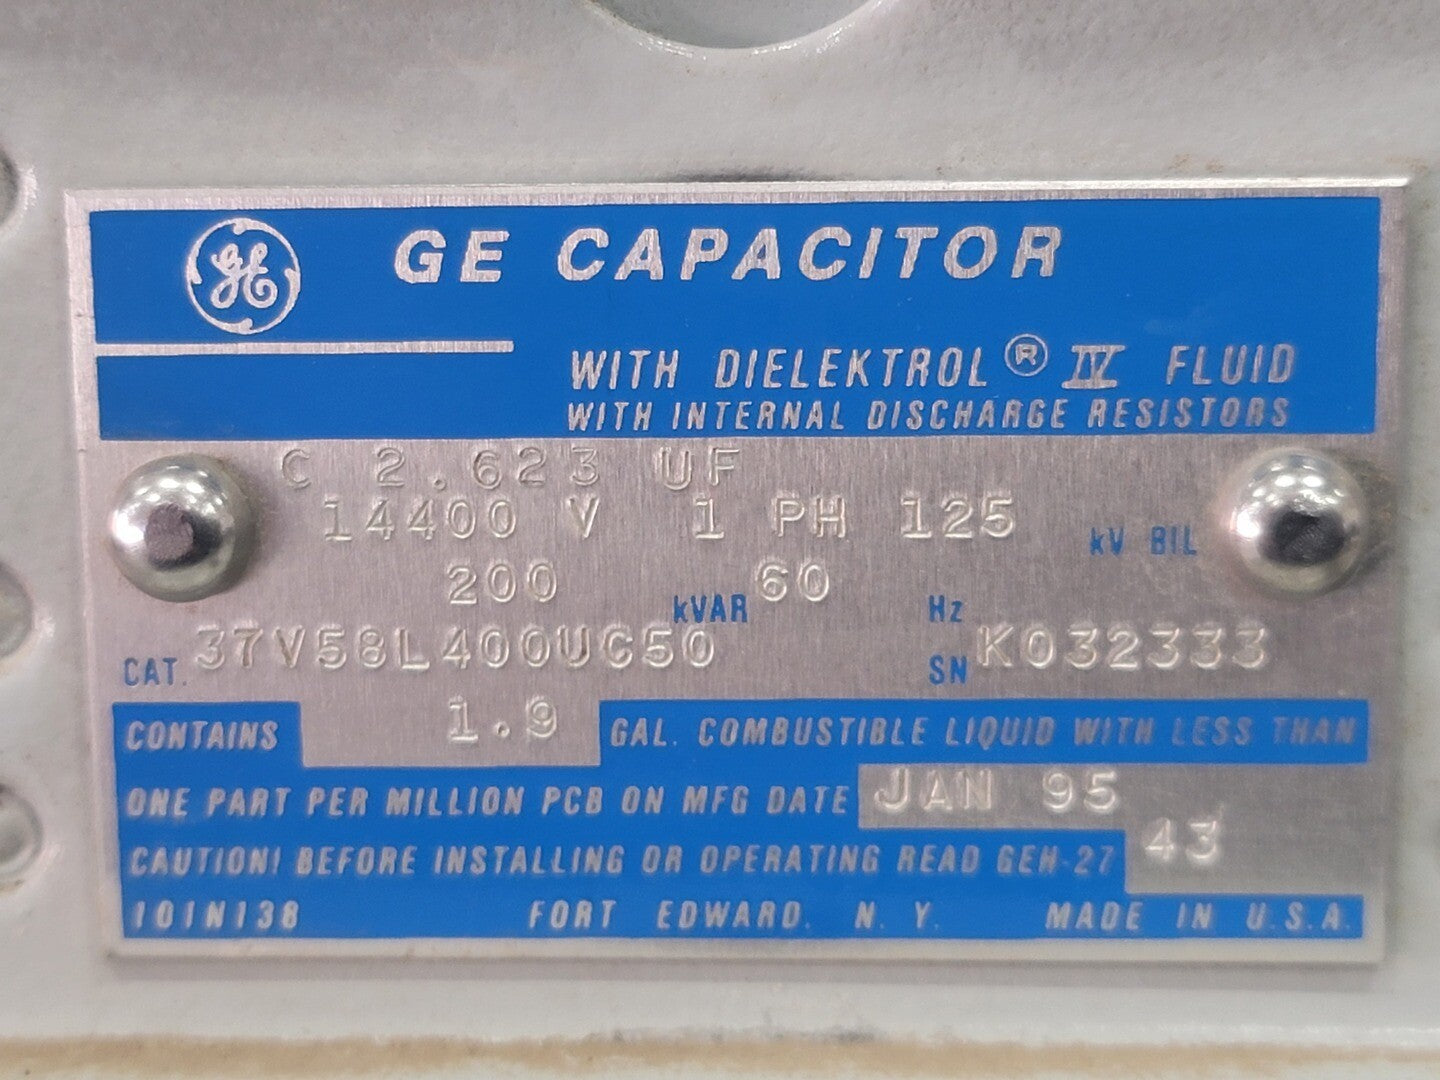 GE
GE CAPACITOR
WITH DIELEKTROL® IV FLUID
WITH INTERNAL DISCHARGE RESISTORS
C 2.623 UF
14400 V 1 PH 125 kV BIL
200 kVAR 60 Hz
CAT. 37V58L400UC50 SN K032333
CONTAINS 1.9 GAL. COMBUSTIBLE LIQUID WITH LESS THAN
ONE PART PER MILLION PCB ON MFG DATE JAN 95
CAUTION! BEFORE INSTALLING OR OPERATING READ GEH-27 43
101N138 FORT EDWARD. N. Y. MADE IN U.S.A.